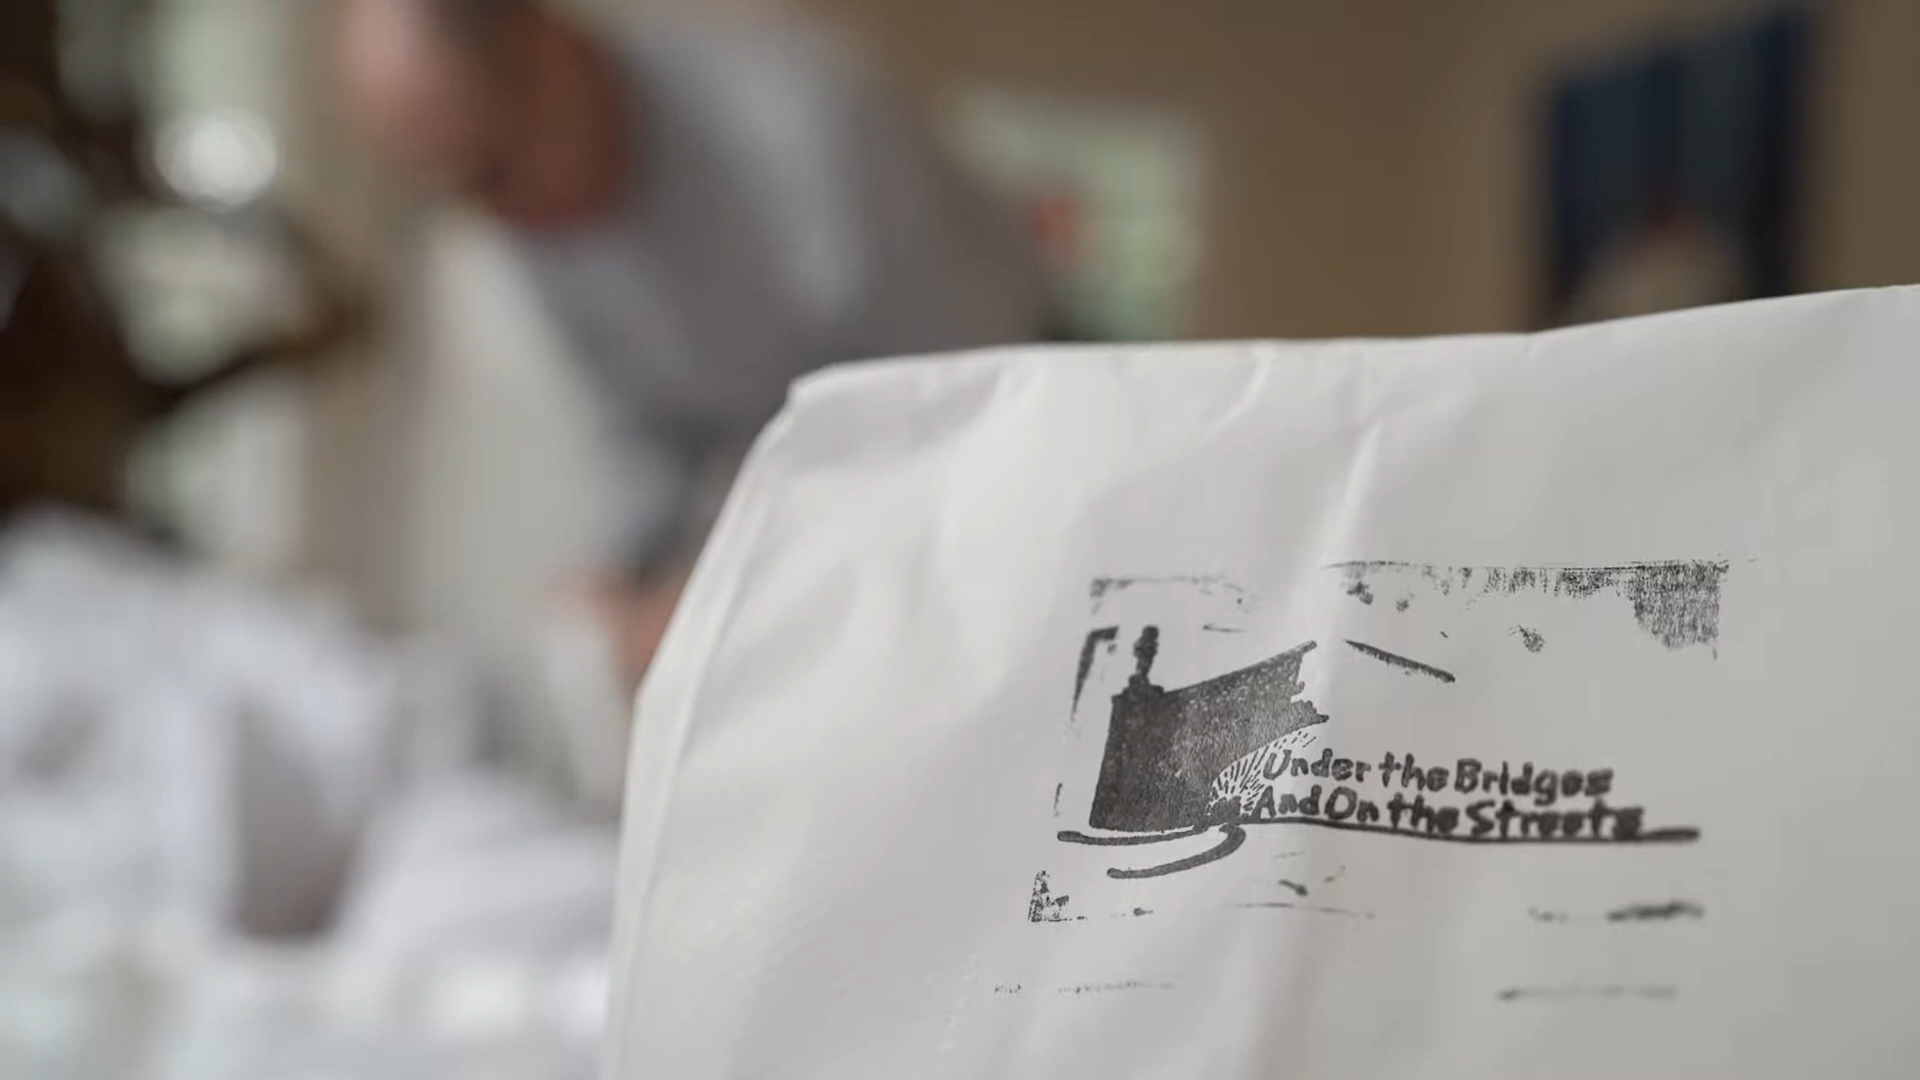 Under the Bridges
And On the Streets